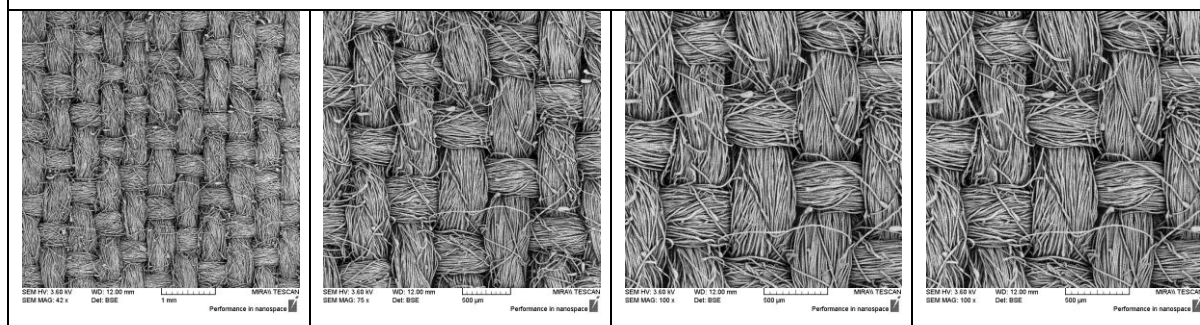 SEM HV: 3.60 kV WD: 12.00 mm MIRA\\ TESCAN
SEM MAG: 42 x Det: BSE 1 mm
Performance in nanospace
SEM HV: 3.60 kV WD: 12.00 mm MIRA\\ TESCAN
SEM MAG: 75 x Det: BSE 500 µm
Performance in nanospace
SEM HV: 3.60 kV WD: 12.00 mm MIRA\\ TESCAN
SEM MAG: 100 x Det: BSE 500 µm
Performance in nanospace
SEM HV: 3.60 kV WD: 12.00 mm MIRA\\ TESCAN
SEM MAG: 100 x Det: BSE 500 µm
Performance in nanospace